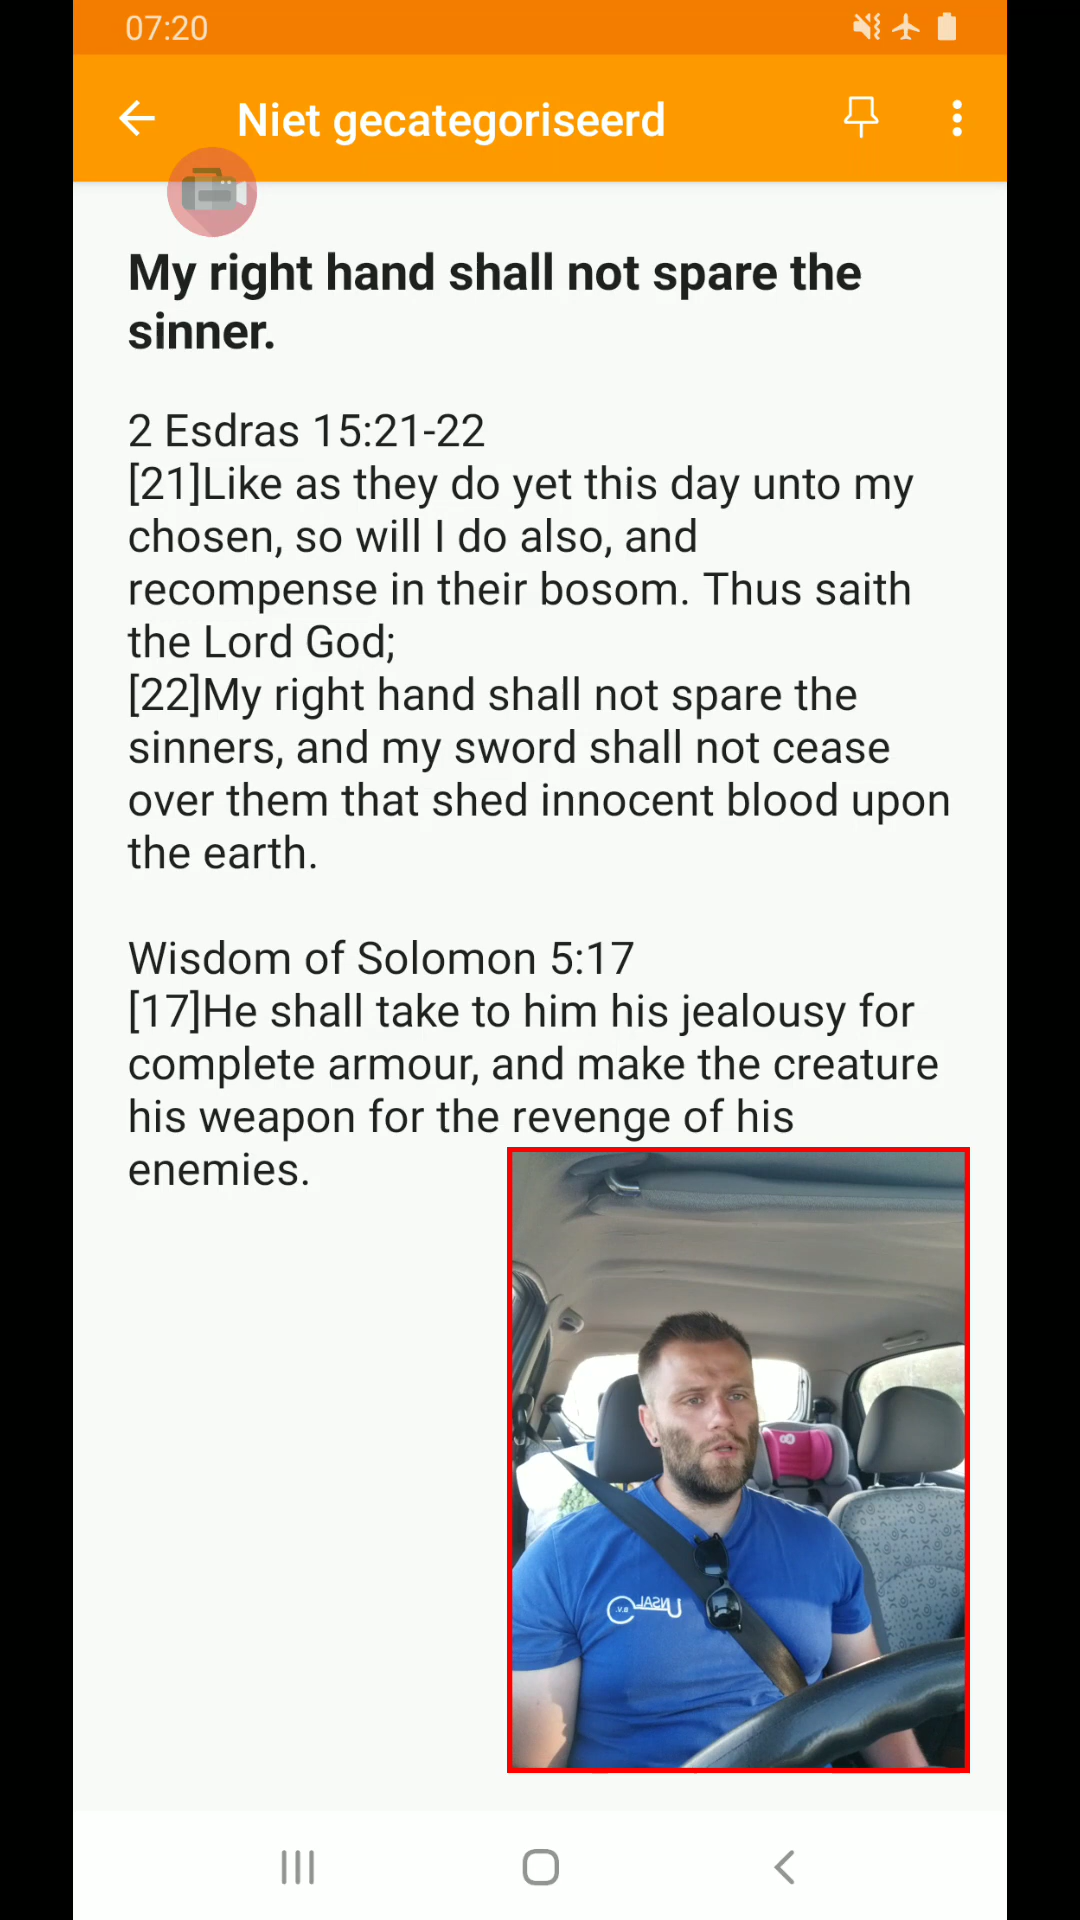 07:20
Niet gecategoriseerd
My right hand shall not spare the
sinner.
2 Esdras 15:21-22
[21]Like as they do yet this day unto my
chosen, so will I do also, and
recompense in their bosom. Thus saith
the Lord God;
[22]My right hand shall not spare the
sinners, and my sword shall not cease
over them that shed innocent blood upon
the earth.
Wisdom of Solomon 5:17
[17]He shall take to him his jealousy for
complete armour, and make the creature
his weapon for the revenge of his
enemies.
UNSAL
B.V.